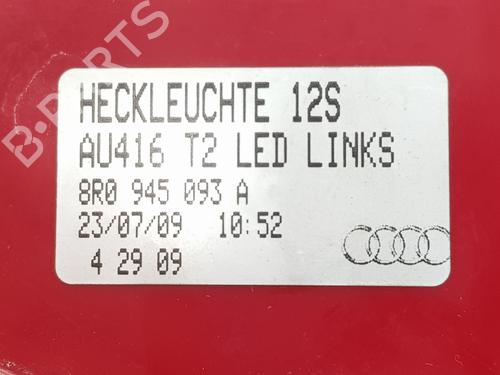 B-PARTS
HECKLEUCHTE 12S
AU416 T2 LED LINKS
8R0 945 093 A
23/07/09 10:52
4 29 09